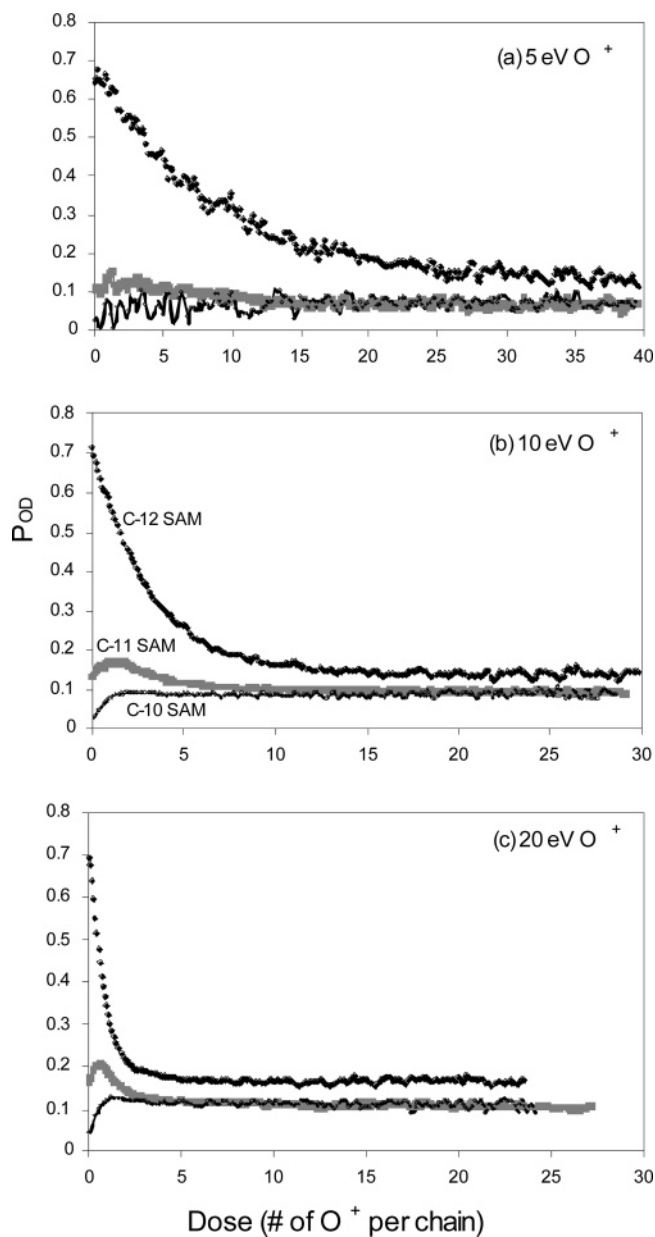 0.8
(a) 5 eV O +
0.7
0.6
0.5
0.4
0.3
0.2
0.1
0
0 5 10 15 20 25 30 35 40
0.8
(b) 10 eV O +
0.7
0.6
C-12 SAM
0.5
POD
0.4
0.3
0.2
C-11 SAM
0.1
C-10 SAM
0
0 5 10 15 20 25 30
0.8
(c) 20 eV O +
0.7
0.6
0.5
0.4
0.3
0.2
0.1
0
0 5 10 15 20 25 30
Dose (# of O + per chain)